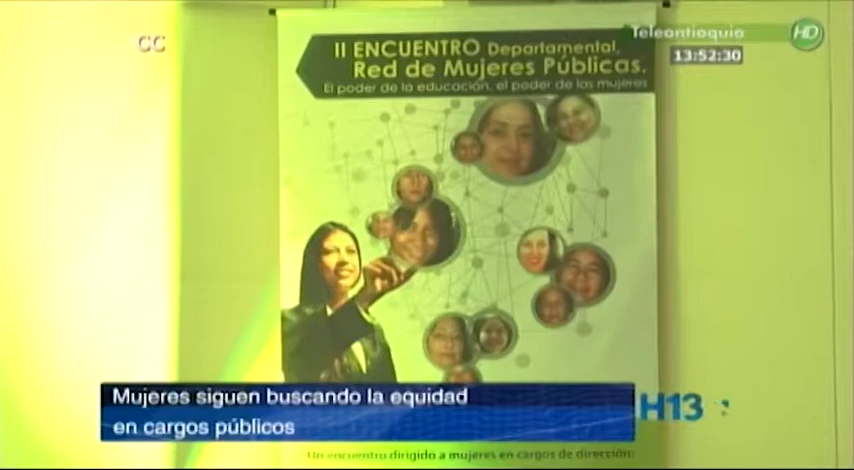 CC
Teleantioquia
HD
13:52:30
II ENCUENTRO Departamental,
Red de Mujeres Públicas.
El poder de la educación, el poder de las mujeres
Mujeres siguen buscando la equidad
en cargos públicos
H13
Un encuentro dirigido a mujeres en cargos de dirección: